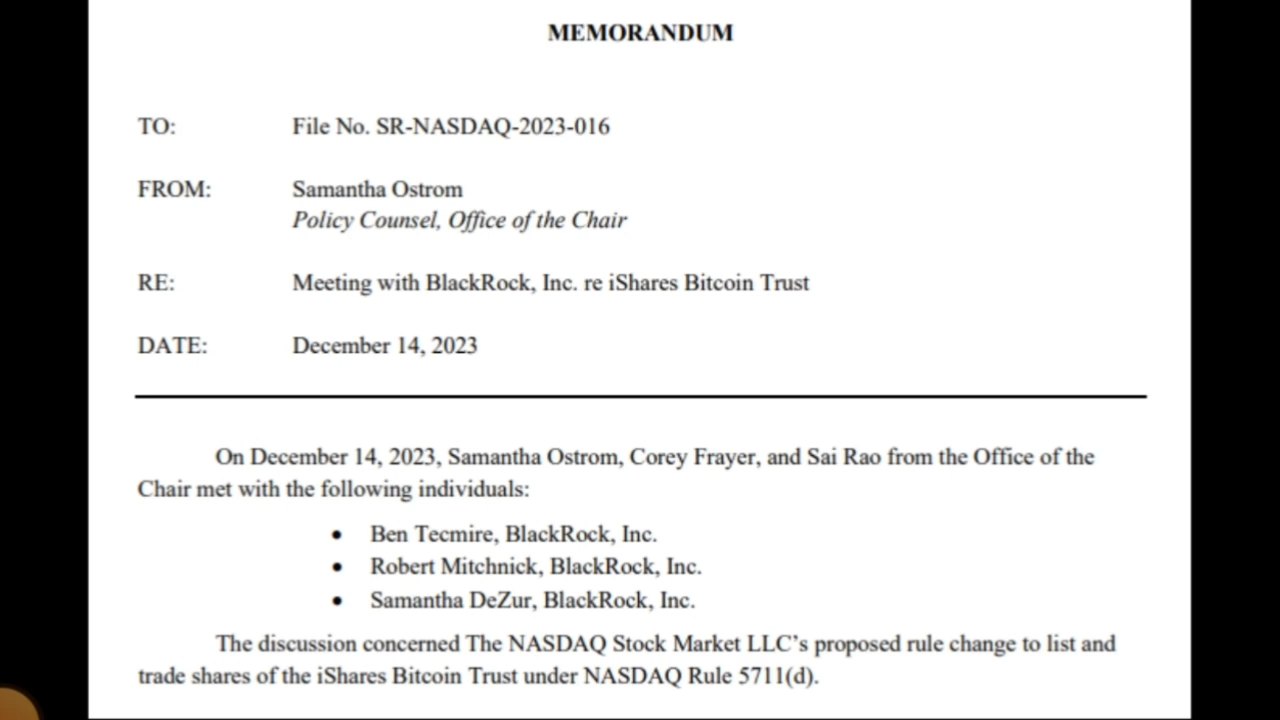 MEMORANDUM
TO: File No. SR-NASDAQ-2023-016
FROM: Samantha Ostrom
Policy Counsel, Office of the Chair
RE: Meeting with BlackRock, Inc. re iShares Bitcoin Trust
DATE: December 14, 2023
On December 14, 2023, Samantha Ostrom, Corey Frayer, and Sai Rao from the Office of the
Chair met with the following individuals:
• Ben Tecmire, BlackRock, Inc.
• Robert Mitchnick, BlackRock, Inc.
• Samantha DeZur, BlackRock, Inc.
The discussion concerned The NASDAQ Stock Market LLC’s proposed rule change to list and
trade shares of the iShares Bitcoin Trust under NASDAQ Rule 5711(d).